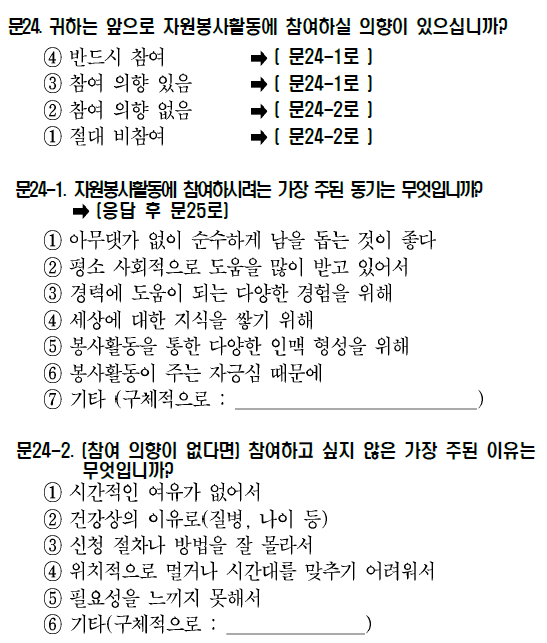 문24. 귀하는 앞으로 자원봉사활동에 참여하실 의향이 있으십니까?
④ 반드시 참여 ➡ [ 문24-1로 ]
③ 참여 의향 있음 ➡ [ 문24-1로 ]
② 참여 의향 없음 ➡ [ 문24-2로 ]
① 절대 비참여 ➡ [ 문24-2로 ]
문24-1. 자원봉사활동에 참여하시려는 가장 주된 동기는 무엇입니까?
➡ [응답 후 문25로]
① 아무댓가 없이 순수하게 남을 돕는 것이 좋다
② 평소 사회적으로 도움을 많이 받고 있어서
③ 경력에 도움이 되는 다양한 경험을 위해
④ 세상에 대한 지식을 쌓기 위해
⑤ 봉사활동을 통한 다양한 인맥 형성을 위해
⑥ 봉사활동이 주는 자긍심 때문에
⑦ 기타 (구체적으로 : ______________________)
문24-2. [참여 의향이 없다면] 참여하고 싶지 않은 가장 주된 이유는
무엇입니까?
① 시간적인 여유가 없어서
② 건강상의 이유로(질병, 나이 등)
③ 신청 절차나 방법을 잘 몰라서
④ 위치적으로 멀거나 시간대를 맞추기 어려워서
⑤ 필요성을 느끼지 못해서
⑥ 기타(구체적으로 : ____________)